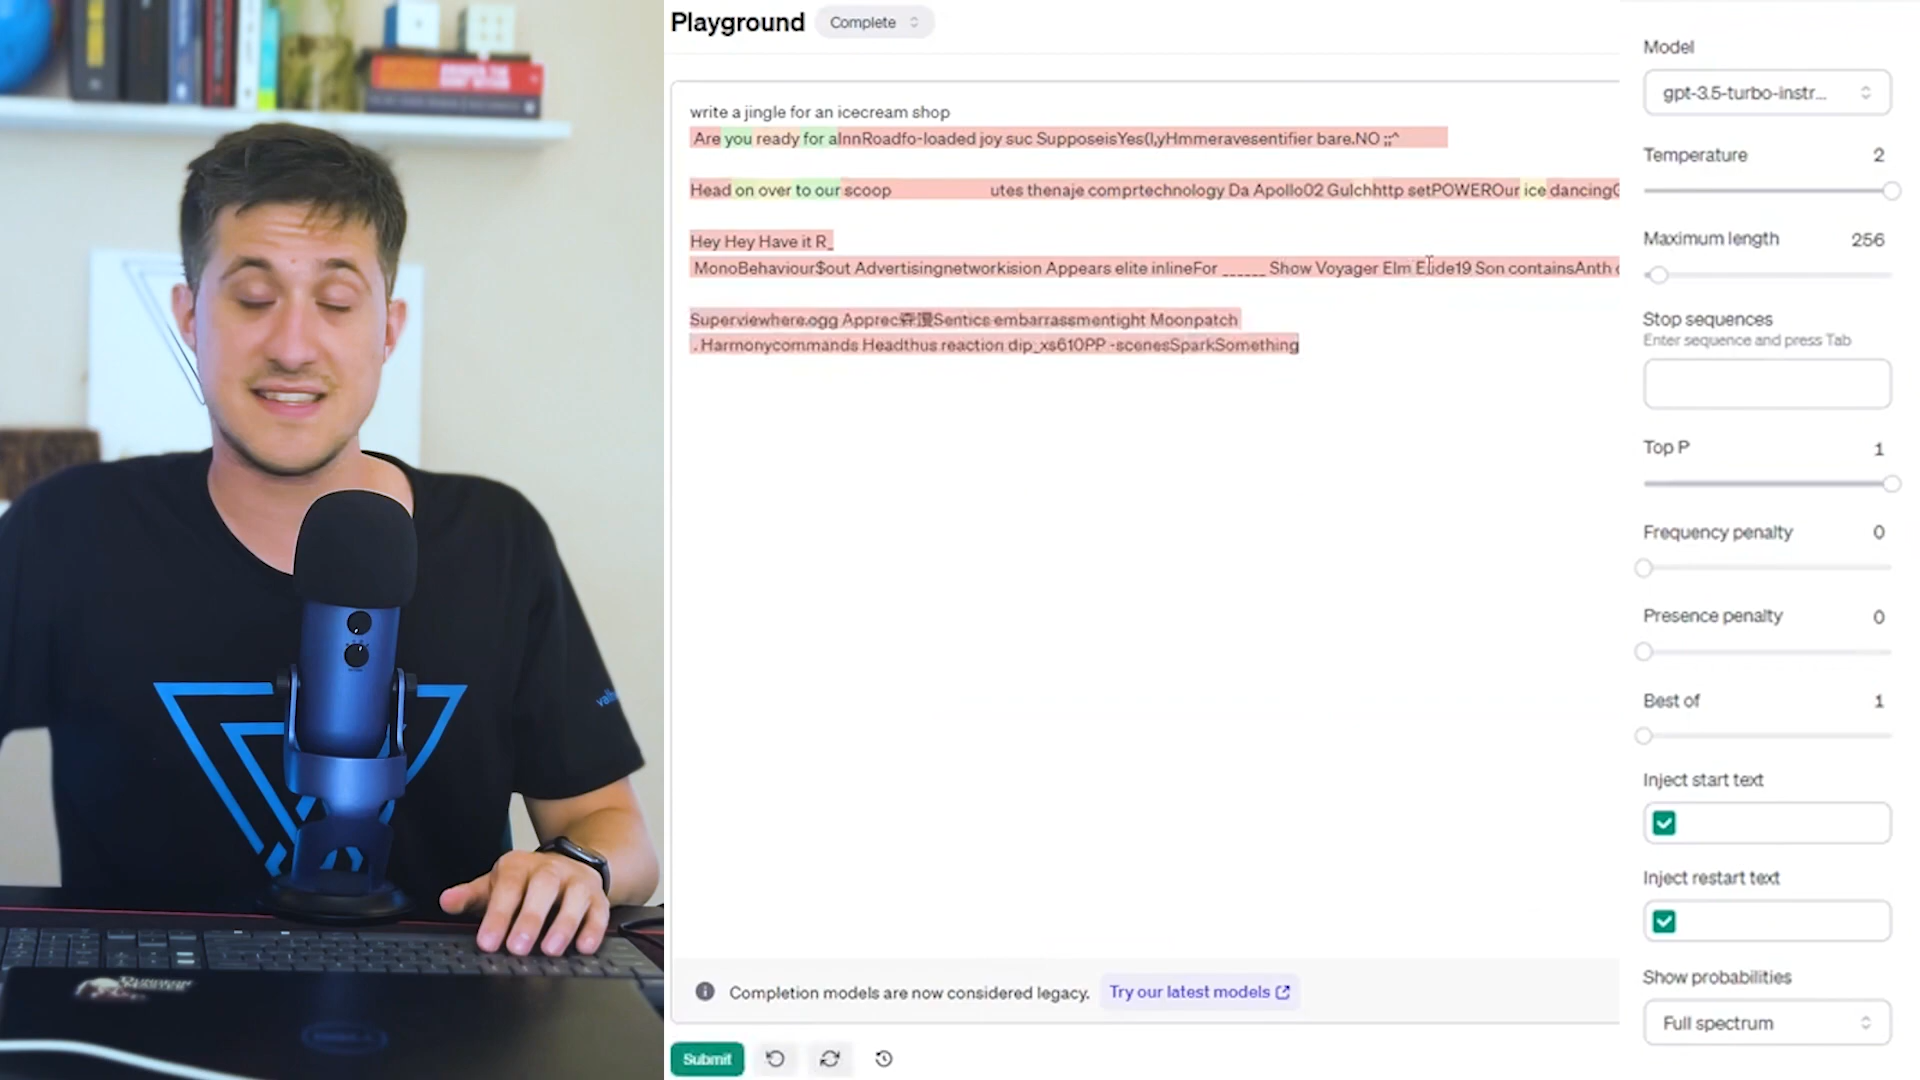 Playground
Complete
write a jingle for an icecream shop
Are you ready for aInnRoadfo-loaded joy suc SupposeisYes(l,yHmmeravesentifier bare.NO ;;^
Head on over to our scoop utes thenaje comprtechnology Da Apollo02 Gulchhttp setPOWEROur ice dancing
Hey Hey Have it R_
MonoBehaviour$out Advertisingnetworkision Appears elite inlineFor ______ Show Voyager Elm Elide19 Son containsAnth
Superviewhere.ogg Sentics embarrassmentight Moonpatch
. Harmonycommands Headthus reaction dip_xs610PP -scenesSparkSomething
Completion models are now considered legacy. Try our latest models
Submit
Model
gpt-3.5-turbo-instr...
Temperature 2
Maximum length 256
Stop sequences
Enter sequence and press Tab
Top P 1
Frequency penalty 0
Presence penalty 0
Best of 1
Inject start text
Inject restart text
Show probabilities
Full spectrum